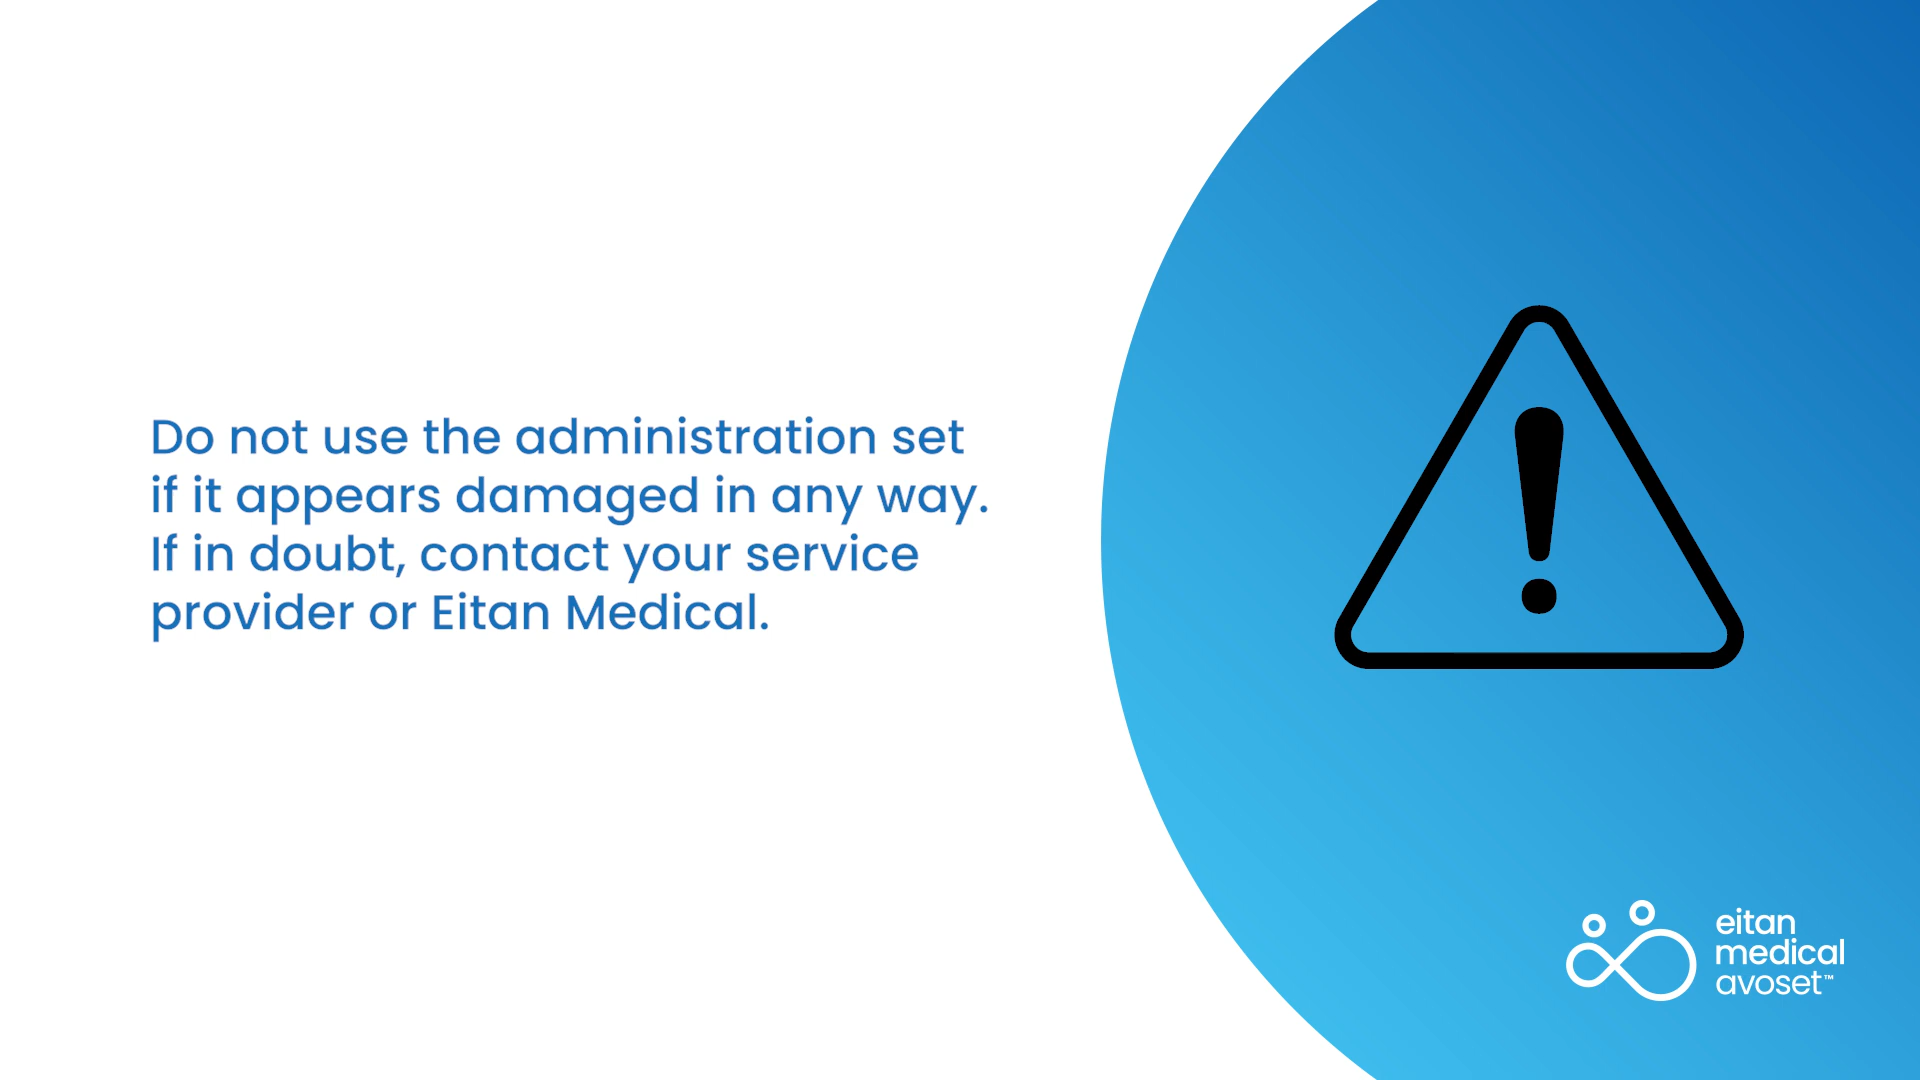 Do not use the administration set
if it appears damaged in any way.
If in doubt, contact your service
provider or Eitan Medical.
eitan
medical
avoset™